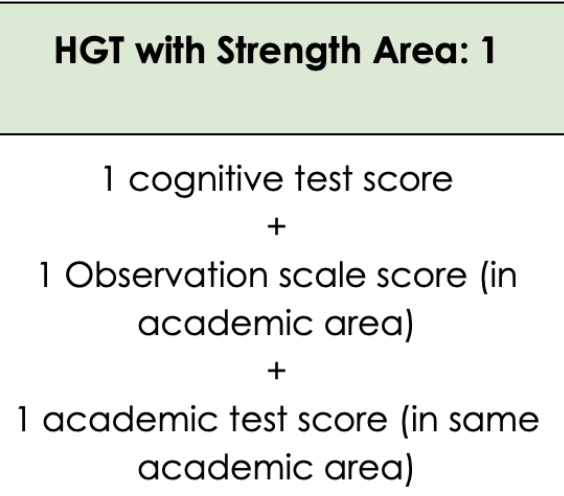 HGT with Strength Area: 1
1 cognitive test score
+
1 Observation scale score (in
academic area)
+
1 academic test score (in same
academic area)